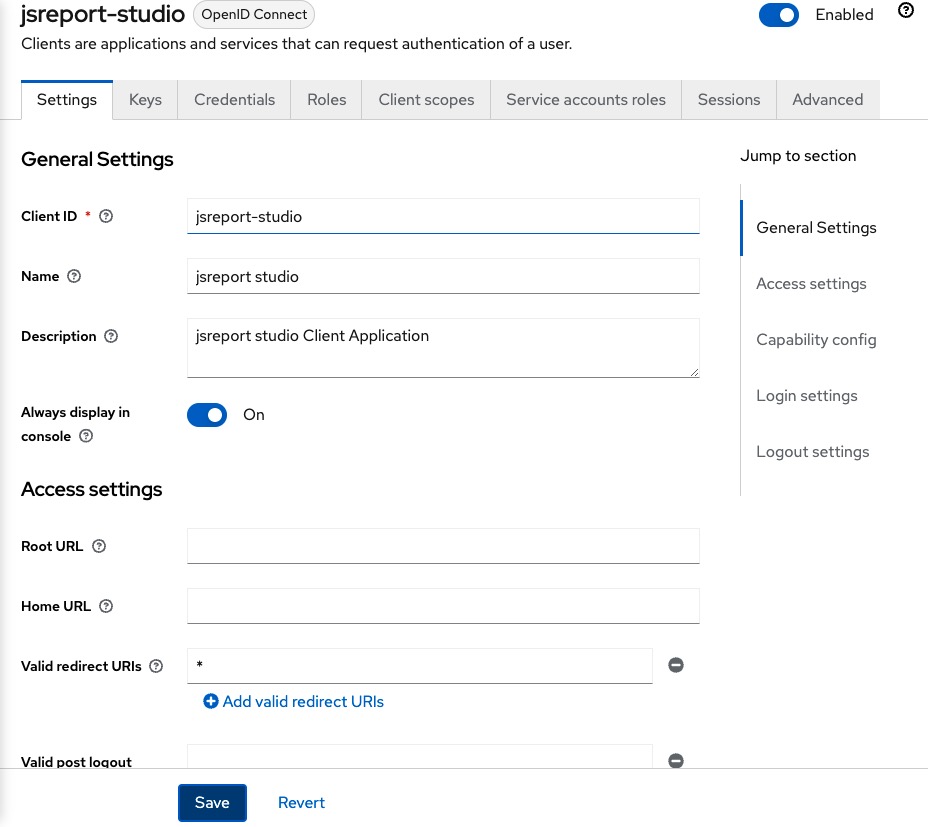 jsreport-studio OpenID Connect Enabled
Clients are applications and services that can request authentication of a user.
Settings Keys Credentials Roles Client scopes Service accounts roles Sessions Advanced
General Settings
Jump to section
General Settings
Access settings
Capability config
Login settings
Logout settings
Client ID * jsreport-studio
Name jsreport studio
Description jsreport studio Client Application
Always display in
console
On
Access settings
Root URL
Home URL
Valid redirect URIs *
Add valid redirect URIs
Valid post logout
Save Revert